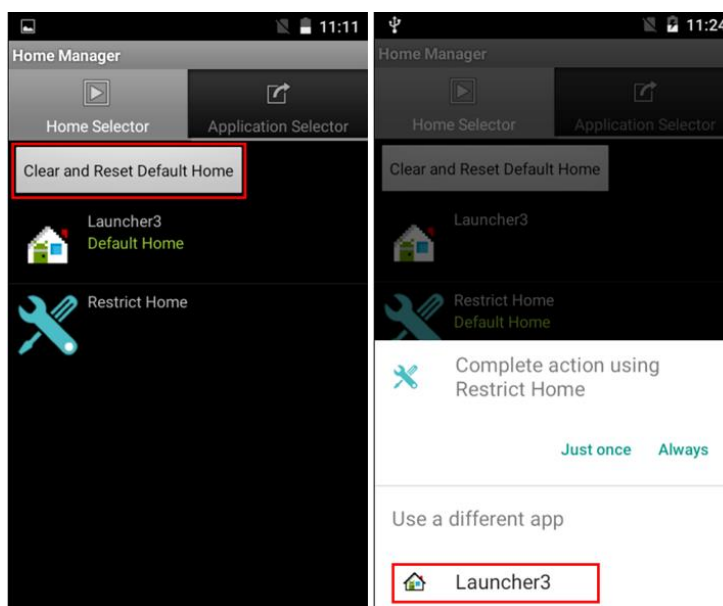 11:11
Home Manager
Home Selector
Application Selector
Clear and Reset Default Home
Launcher3
Default Home
Restrict Home
11:24
Home Manager
Home Selector
Application Selector
Clear and Reset Default Home
Launcher3
Restrict Home
Default Home
Complete action using
Restrict Home
Just once
Always
Use a different app
Launcher3